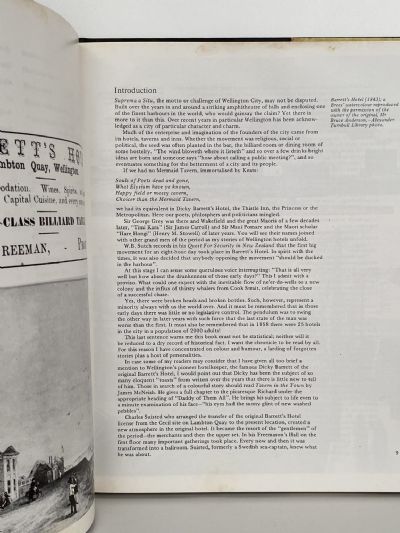 ETT'S HO
mbton Quay, Wellington
odation. Wines, Spirits
Capital Cuisine, and every
-CLASS BILLIARD TABL
FREEMAN,
Introduction
Suprema a Situ, the motto or challenge of Wellington City, may not be disputed.
Built over the years in and around a striking amphitheatre of hills and enclosing one
of the finest harbours in the world, who would gainsay the claim? Yet there is
more to it than this. Over recent years in particular Wellington has been acknow-
ledged as a city of particular character and charm.
Much of the enterprise and imagination of the founders of the city came from
its hotels, taverns and inns. Whether the movement was religious, social or
political, the seed was often planted in the bar, the billiard room or dining room of
some hostelry. "The wind bloweth where it listeth" and so over a few drinks bright
ideas are born and someone says "how about calling a public meeting?", and so
eventuates something for the betterment of a city and its people.
If we had no Mermaid Tavern, immortalised by Keats:
Souls of Poets dead and gone,
What Elysium have ye known,
Happy field or mossy cavern,
Choicer than the Mermaid Tavern,
we had its equivalent in Dicky Barrett's Hotel, the Thistle Inn, the Princess or the
Metropolitan. Here our poets, philosophers and politicians mingled.
Sir George Grey was there and Wakefield and the great Maoris of a few decades
later, "Timi Kara" (Sir James Carroll) and Sir Maui Pomare and the Maori scholar
"Hare Hongi" (Henry M. Stowell) of later years. You will see their names joined
with other grand men of the period as my stories of Wellington hotels unfold.
W.B. Sutch records in his Quest For Security in New Zealand that the first big
movement for an eight-hour day took place in Barrett's Hotel. In step with the
times, it was also decided that anybody opposing the movement "should be ducked
in the harbour".
At this stage I can sense some querulous voice interrupting: "That is all very
well but how about the drunkenness of those early days?" This I admit with a
proviso. What else could one expect with the inevitable flow of ne'er-do-wells to a new
colony and the influx of thirsty whalers from Cook Strait, celebrating the close
of a successful chase.
Yes, there were broken heads and broken bottles. Such, however, represent a
minority always with us the world over. And it must be remembered that in those
early days there was little or no legislative control. The pendulum was to swing
the other way in later years with such force that the last state of the man was
worse than the first. It must also be remembered that in 1858 there were 25 hotels
in the city in a population of 2000 adults!
This last sentence warns me this book must not be statistical; neither will it
be reduced to a dry record of historical fact. I want the chronicle to be read by all.
For this reason I have concentrated on colour and humour, a lacing of forgotten
stories plus a host of personalities.
In case some of my readers may consider that I have given all too brief a
mention to Wellington's pioneer hotelkeeper, the famous Dicky Barrett of the
original Barrett's Hotel, I would point out that Dicky has been the subject of so
many eloquent "toasts" from writers over the years that there is little new to tell
of him. Those in search of a colourful story should read Tavern in the Town by
James McNeish. He gives a full chapter to the picturesque Richard under the
appropriate heading of "Daddy of Them All". He brings his subject to life even to
a minute examination of his face—"his eyes had the sunny glint of new washed
pebbles".
Charles Suisted who arranged the transfer of the original Barrett's Hotel
license from the Cecil site on Lambton Quay, to the present location, created a
new atmosphere in the original hotel. It became the resort of the "gentlemen" of
the period—the merchants and then the upper set. In his Freemason's Hall on the
first floor many important gatherings took place. Every now and then it was
transformed into a ballroom. Suisted, formerly a Swedish sea-captain, knew what
he was about.
Barrett's Hotel (1843); a
Brees' watercolour reproduced
with the permission of the
owner of the original, Mr
Bruce Anderson. —Alexander
Turnbull Library photo.
9